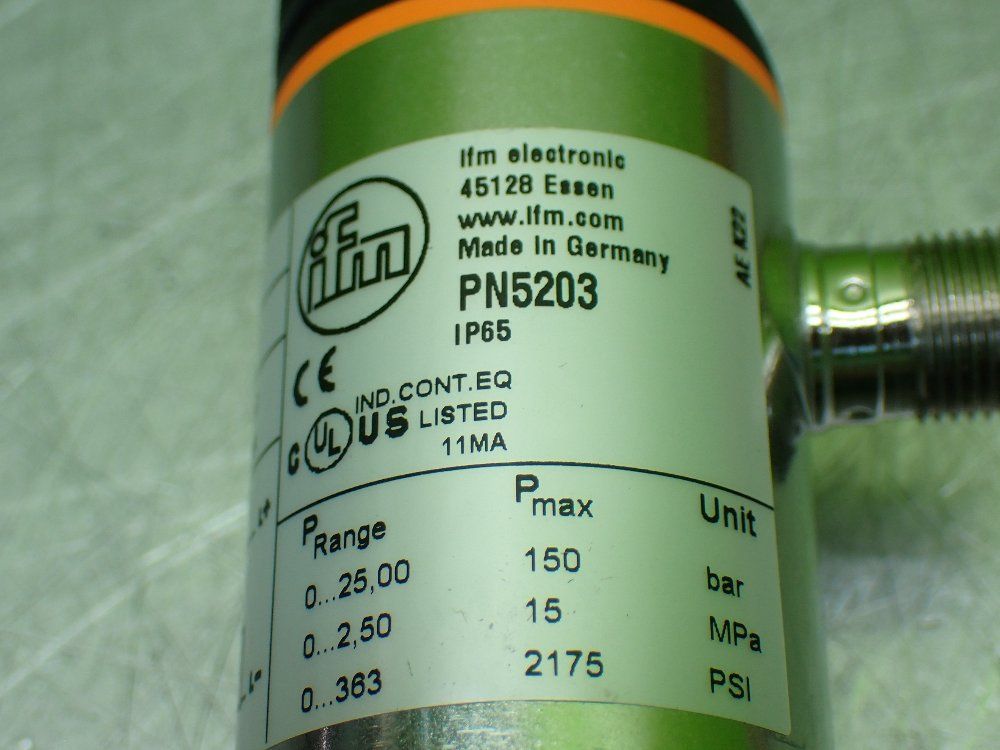 ifm electronic
45128 Essen
www.ifm.com
Made in Germany
PN5203
IP65
AE K22
ifm
CE
IND.CONT.EQ
C UL US LISTED
11MA
PRange Pmax Unit
0...25,00 150 bar
0...2,50 15 MPa
0...363 2175 PSI
L+
L-